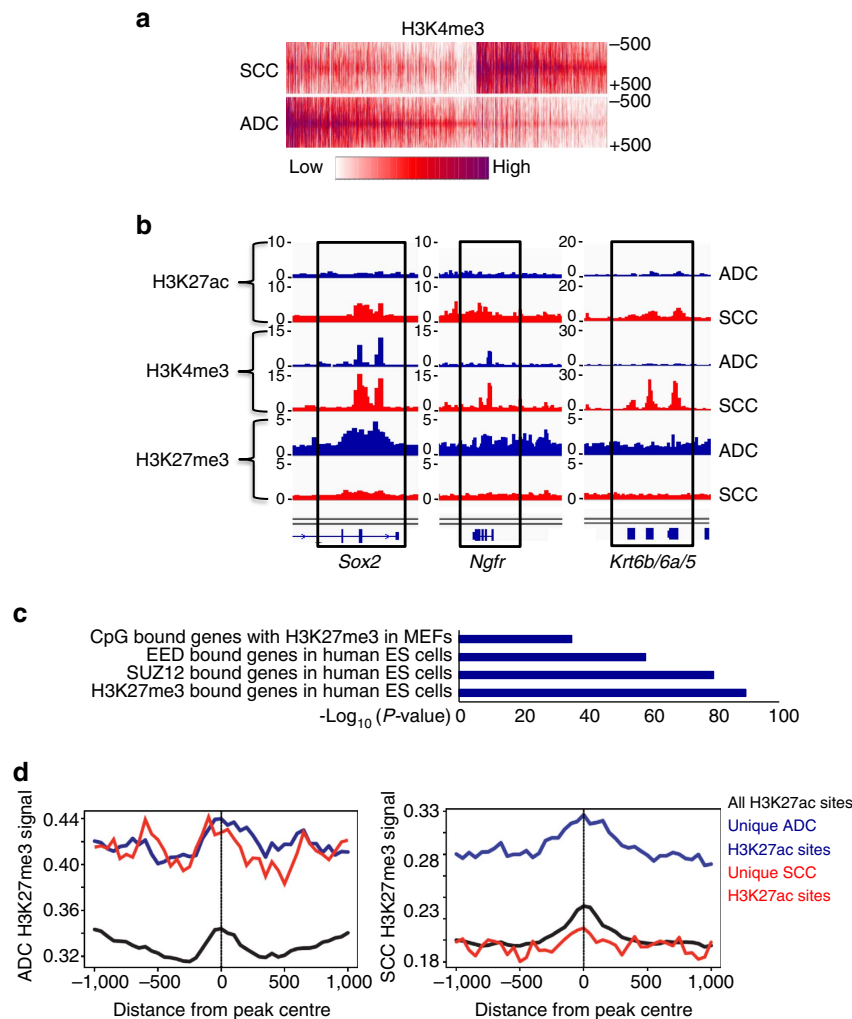 a
H3K4me3
SCC
–500
+500
ADC
–500
+500
Low
High
b
H3K27ac
10
0
10
0
20
0
ADC
10
0
10
0
20
0
SCC
H3K4me3
15
0
15
0
30
0
ADC
15
0
15
0
30
0
SCC
H3K27me3
5
0
5
0
5
0
ADC
5
0
5
0
5
0
SCC
Sox2
Ngfr
Krt6b/6a/5
c
CpG bound genes with H3K27me3 in MEFs
EED bound genes in human ES cells
SUZ12 bound genes in human ES cells
H3K27me3 bound genes in human ES cells
-Log10 (P-value)
0 20 40 60 80 100
d
ADC H3K27me3 signal
0.44
0.40
0.36
0.32
–1,000 –500 0 500 1,000
Distance from peak centre
SCC H3K27me3 signal
0.33
0.28
0.23
0.18
–1,000 –500 0 500 1,000
Distance from peak centre
All H3K27ac sites
Unique ADC
H3K27ac sites
Unique SCC
H3K27ac sites